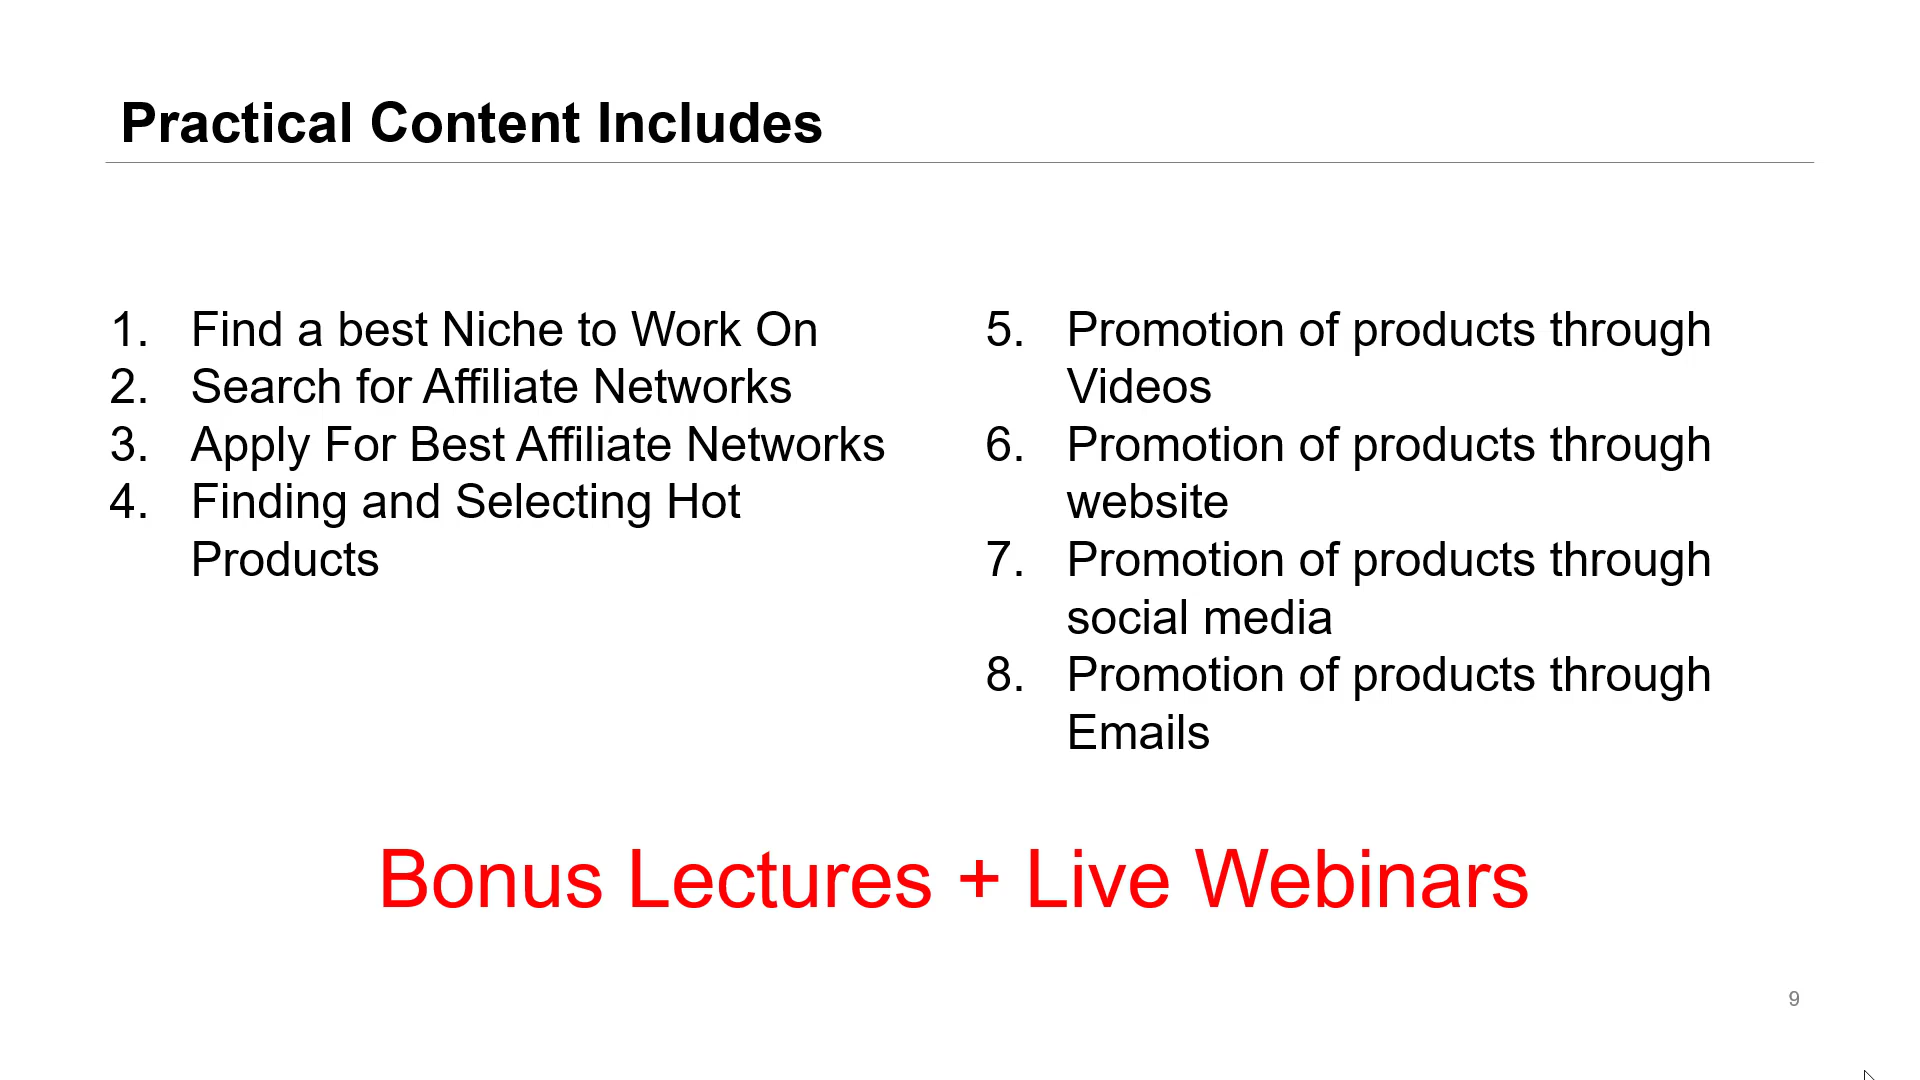 Practical Content Includes
1. Find a best Niche to Work On
2. Search for Affiliate Networks
3. Apply For Best Affiliate Networks
4. Finding and Selecting Hot
Products
5. Promotion of products through
Videos
6. Promotion of products through
website
7. Promotion of products through
social media
8. Promotion of products through
Emails
Bonus Lectures + Live Webinars
9